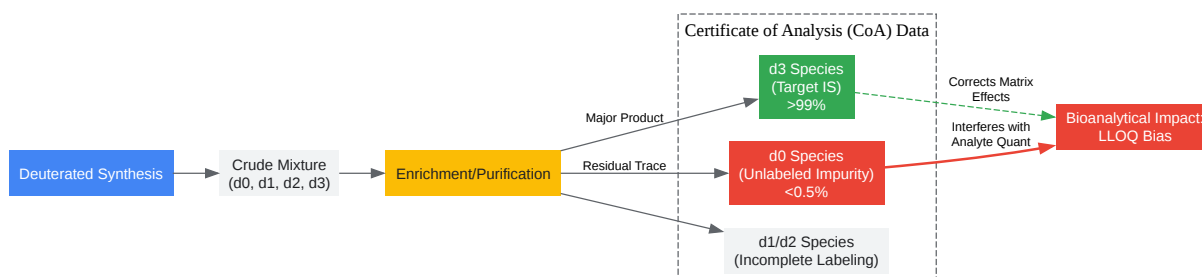 Certificate of Analysis (CoA) Data
Deuterated Synthesis
Crude Mixture
(d0, d1, d2, d3)
Enrichment/Purification
Major Product
Residual Trace
d3 Species
(Target IS)
>99%
d0 Species
(Unlabeled Impurity)
<0.5%
d1/d2 Species
(Incomplete Labeling)
Corrects Matrix
Effects
Interferes with
Analyte Quant
Bioanalytical Impact:
LLOQ Bias